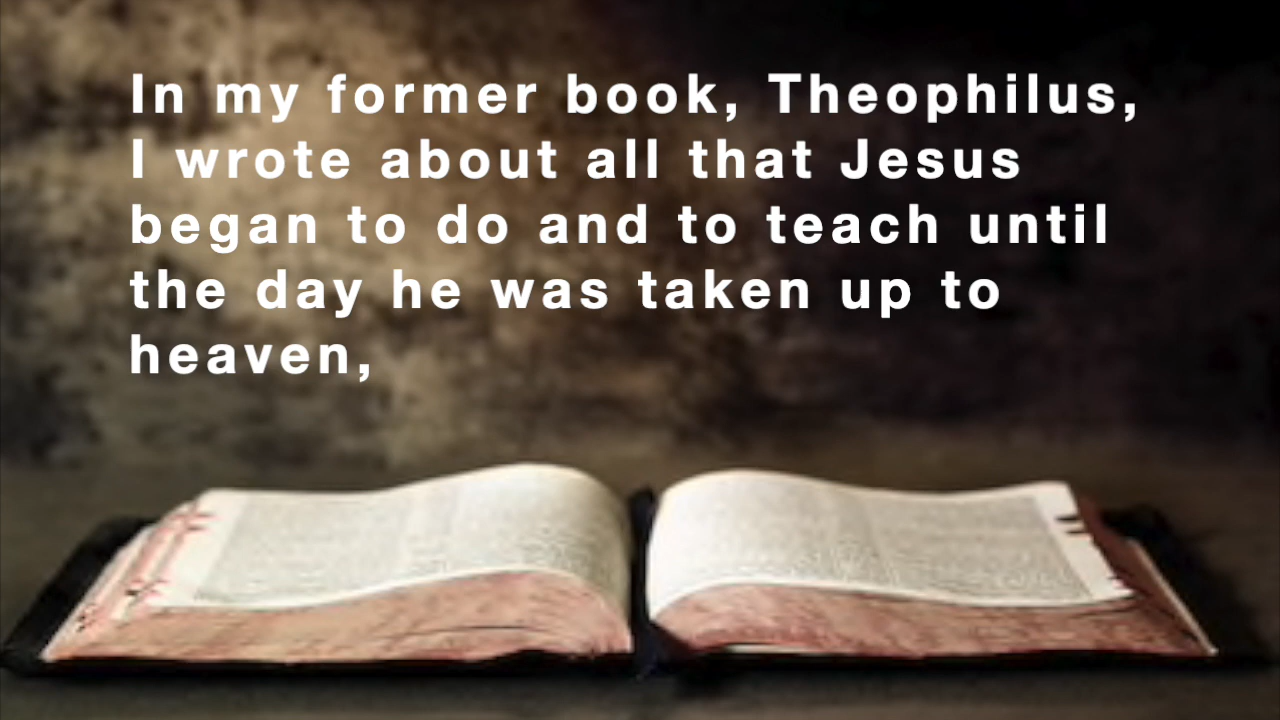 In my former book, Theophilus,
I wrote about all that Jesus
began to do and to teach until
the day he was taken up to
heaven,